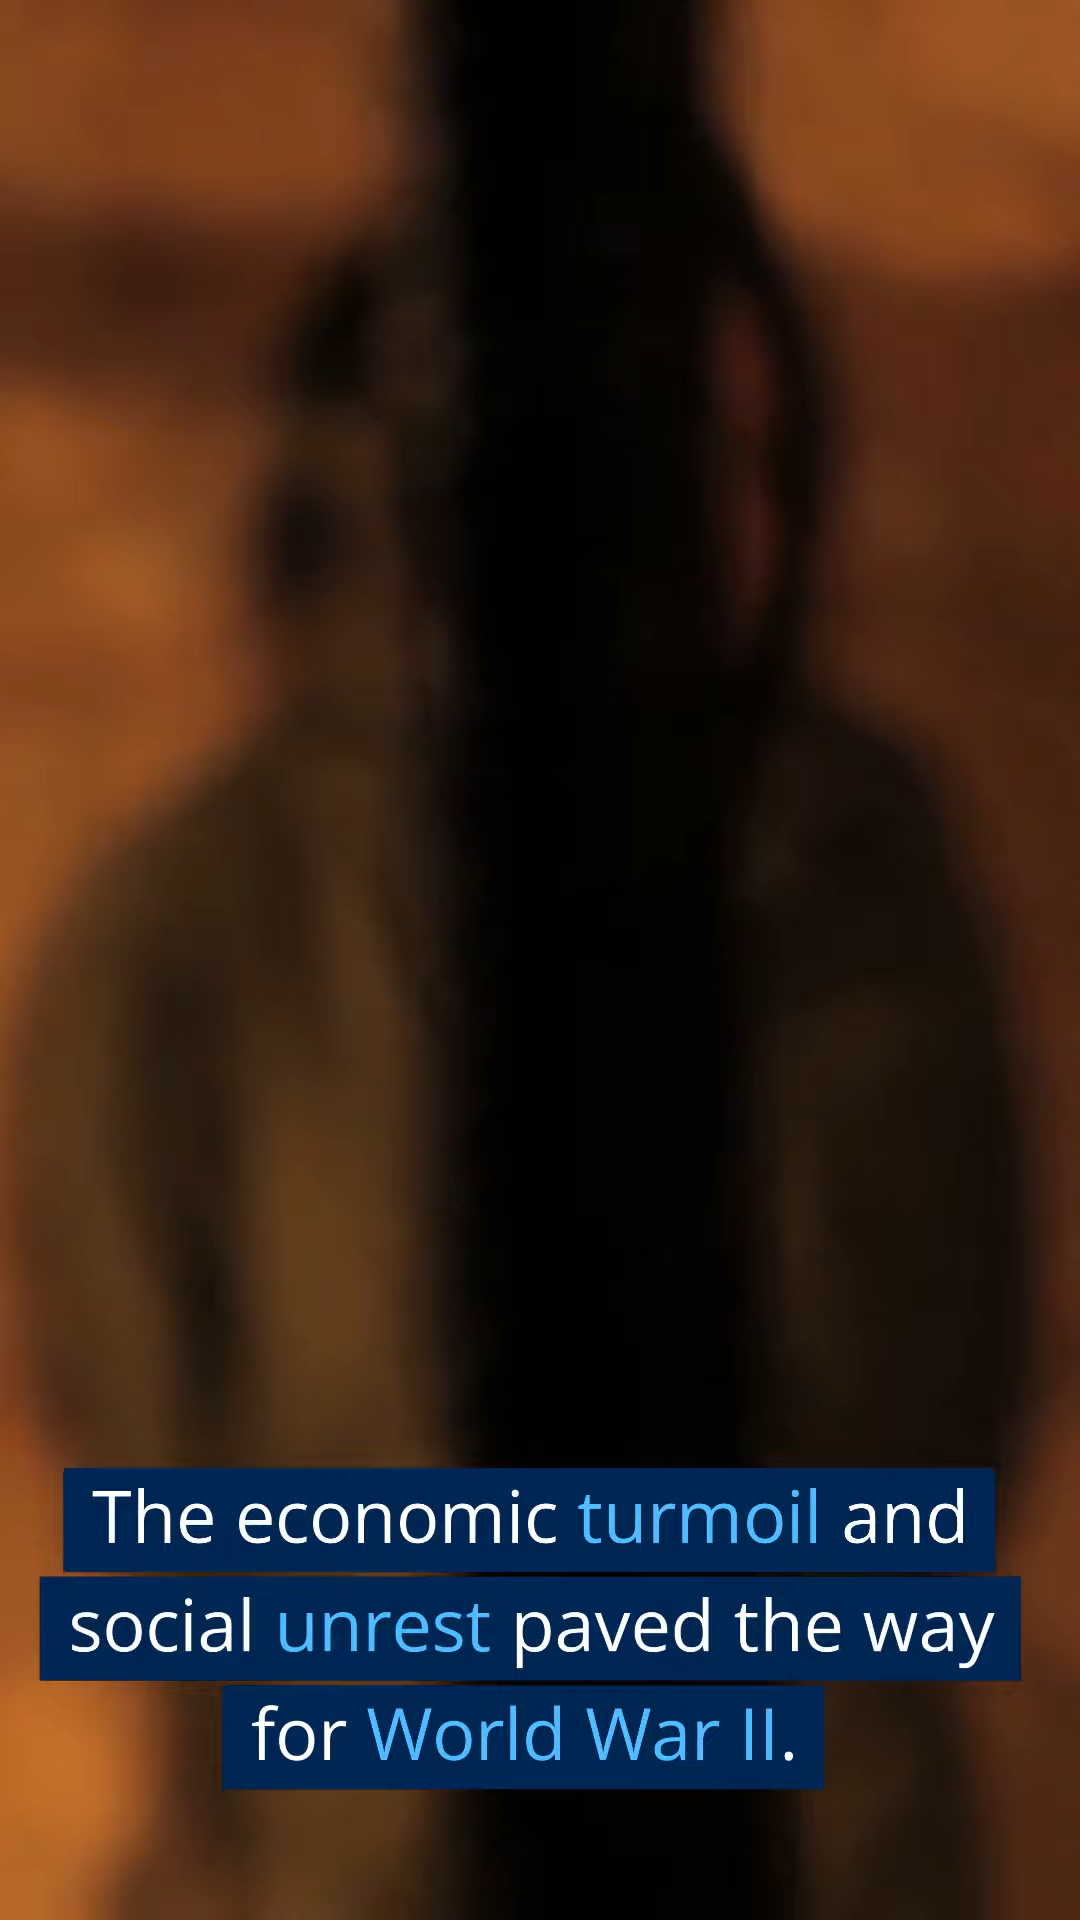 The economic turmoil and
social unrest paved the way
for World War II.